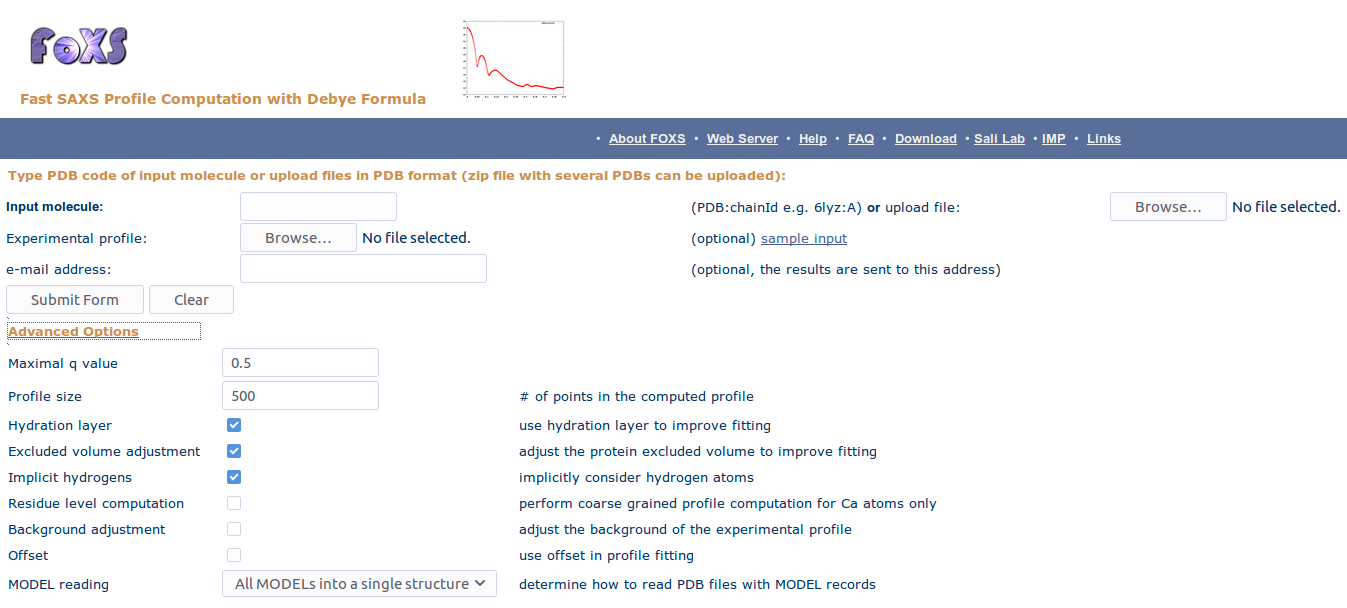 FoXS
Fast SAXS Profile Computation with Debye Formula
• About FOXS • Web Server • Help • FAQ • Download • Sali Lab • IMP • Links
Type PDB code of input molecule or upload files in PDB format (zip file with several PDBs can be uploaded):
Input molecule: (PDB:chainId e.g. 6lyz:A) or upload file: Browse... No file selected.
Experimental profile: Browse... No file selected. (optional) sample input
e-mail address: (optional, the results are sent to this address)
Submit Form Clear
Advanced Options
Maximal q value 0.5
Profile size 500 # of points in the computed profile
Hydration layer use hydration layer to improve fitting
Excluded volume adjustment adjust the protein excluded volume to improve fitting
Implicit hydrogens implicitly consider hydrogen atoms
Residue level computation perform coarse grained profile computation for Ca atoms only
Background adjustment adjust the background of the experimental profile
Offset use offset in profile fitting
MODEL reading All MODELs into a single structure determine how to read PDB files with MODEL records